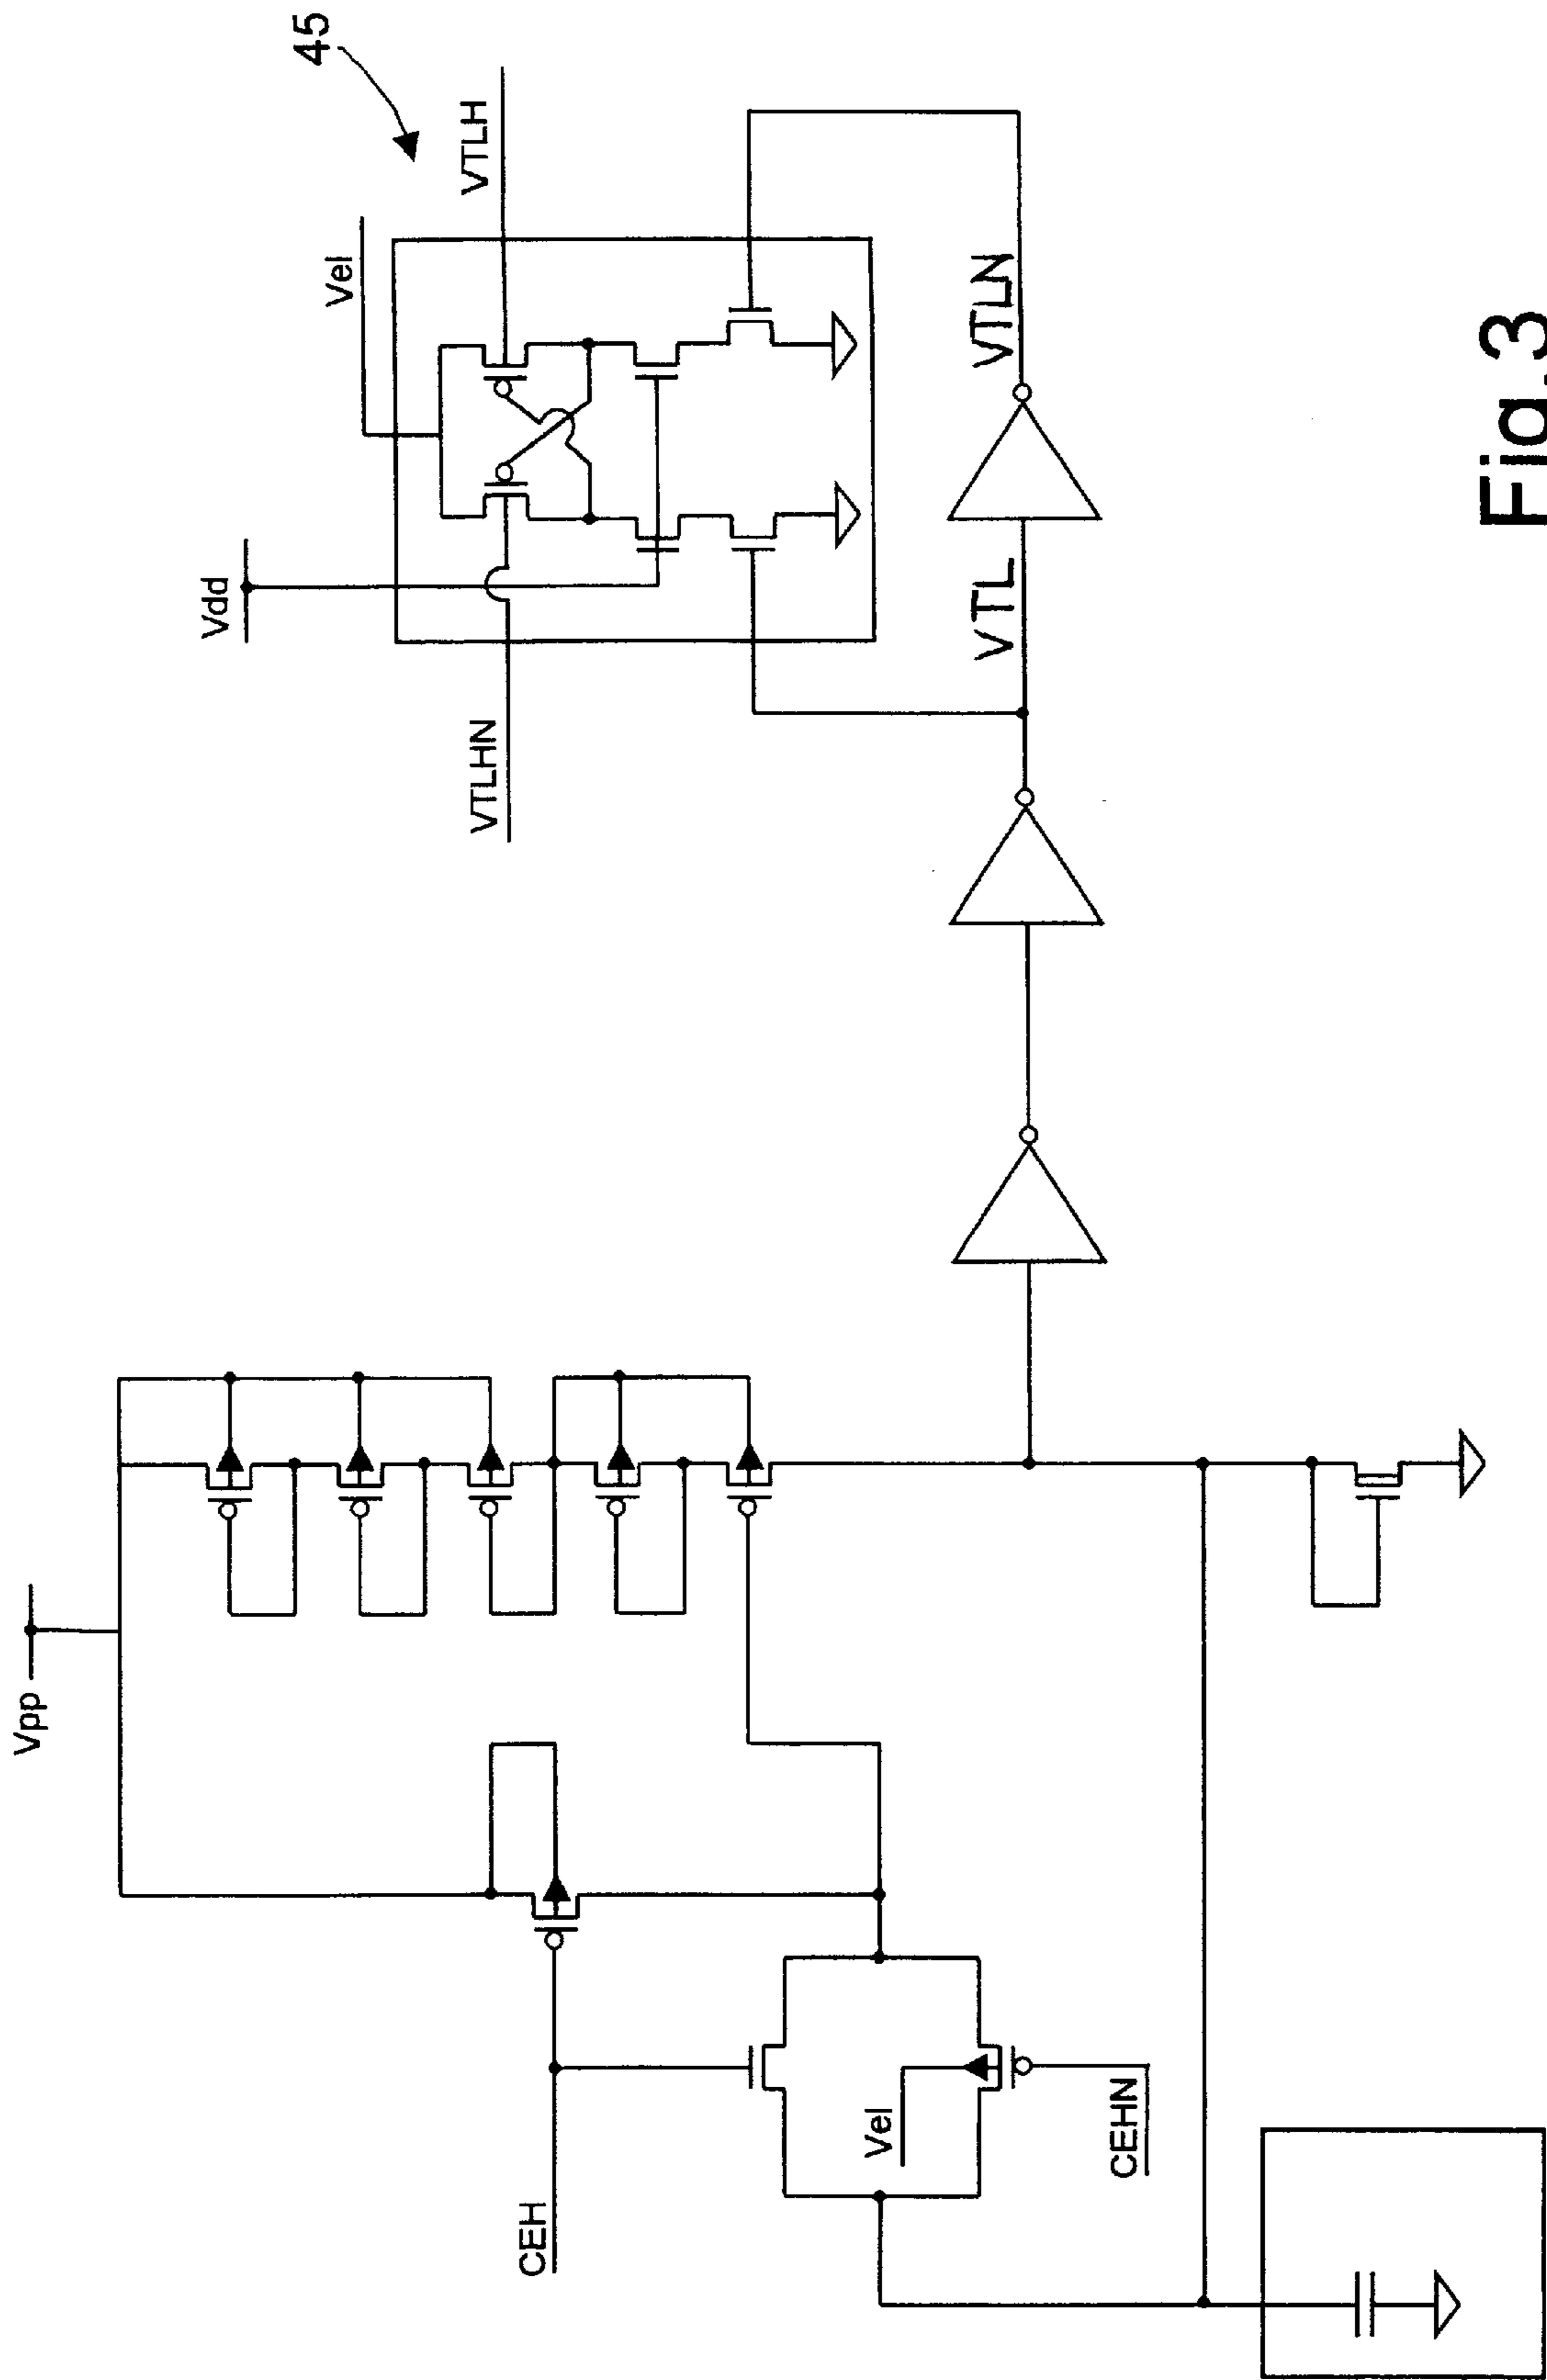 Vpp
CEH
Vel
CEHN
Vdd
VTLHN
Vel
VTLH
45
VTL
VTLN
Fig.3